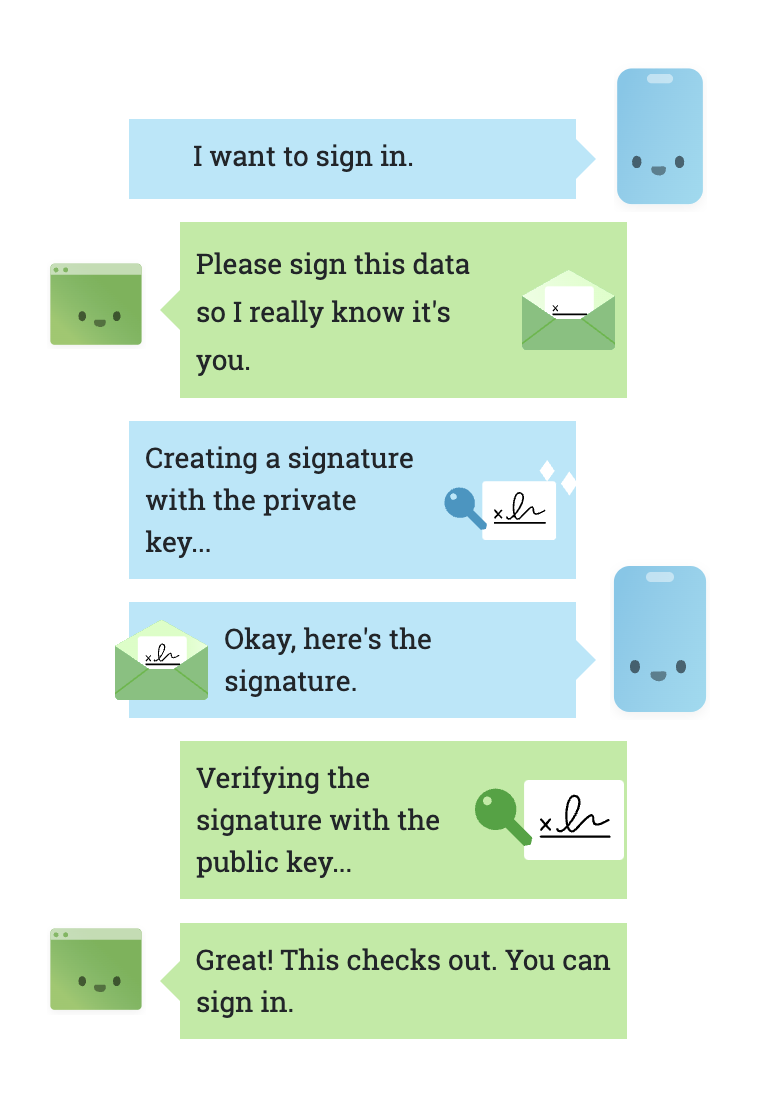 I want to sign in.
Please sign this data
so I really know it's
you.
x
Creating a signature
with the private
key...
x
Okay, here's the
signature.
x
Verifying the
signature with the
public key...
x
Great! This checks out. You can
sign in.